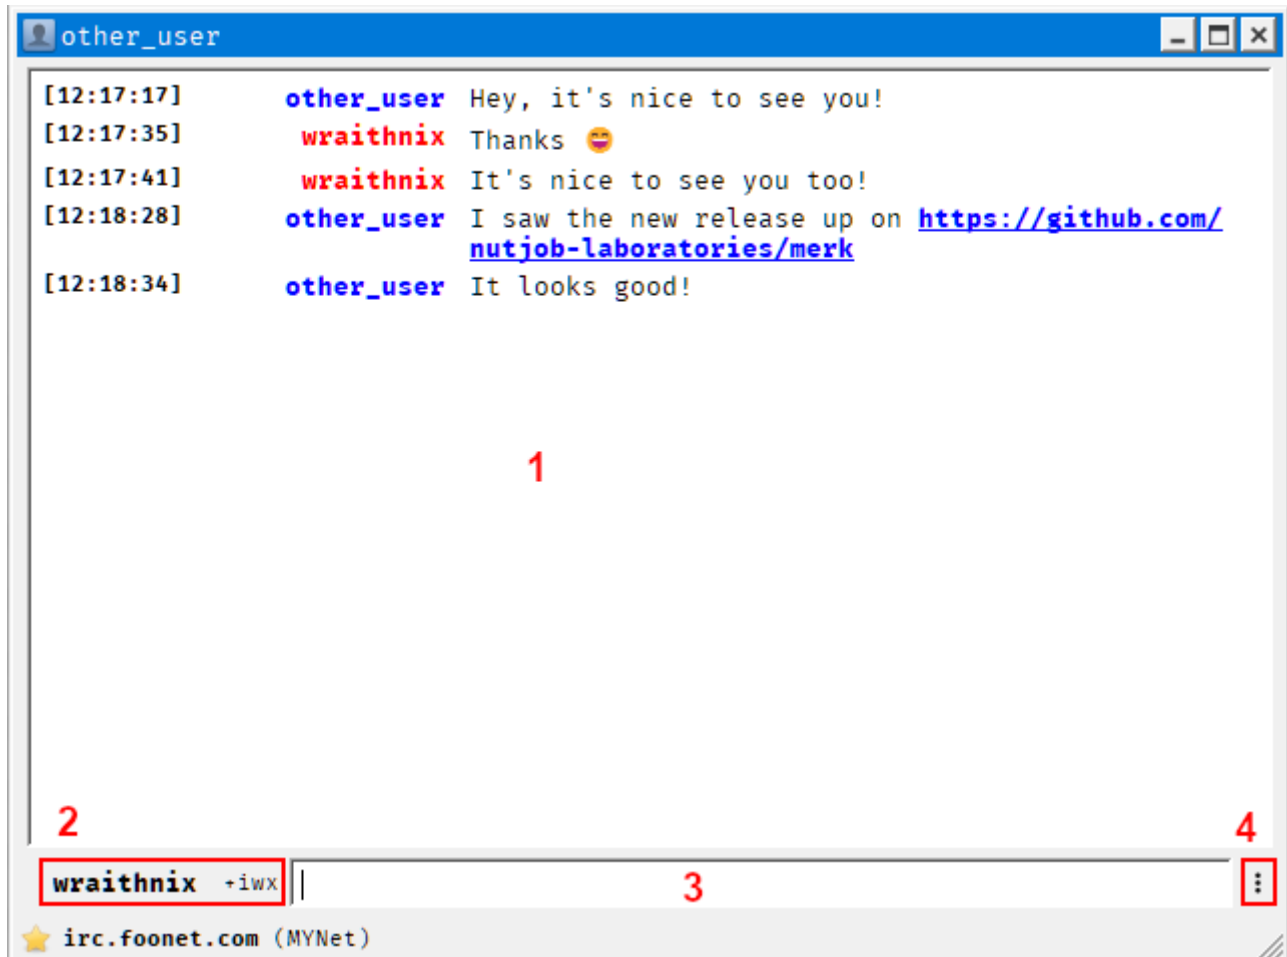 other_user
[12:17:17] other_user Hey, it's nice to see you!
[12:17:35] wraithnix Thanks 😄
[12:17:41] wraithnix It's nice to see you too!
[12:18:28] other_user I saw the new release up on https://github.com/
nutjob-laboratories/merk
[12:18:34] other_user It looks good!
1
2
4
wraithnix +iwx
3
irc.foonet.com (MYNet)